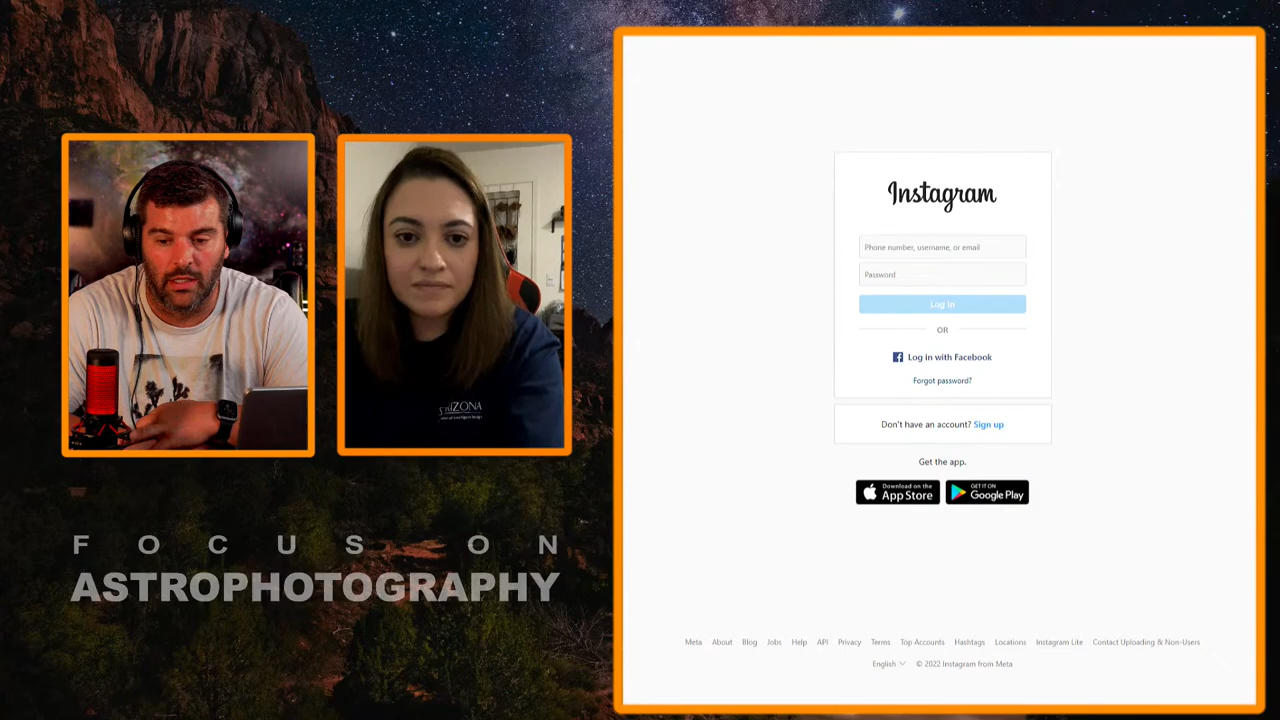 Instagram
Phone number, username, or email
Password
Log in
OR
Log in with Facebook
Forgot password?
Don't have an account? Sign up
Get the app.
Download on the
App Store
GET IT ON
Google Play
Meta About Blog Jobs Help API Privacy Terms Top Accounts Hashtags Locations Instagram Lite Contact Uploading & Non-Users
English © 2022 Instagram from Meta
FOCUS ON
ASTROPHOTOGRAPHY